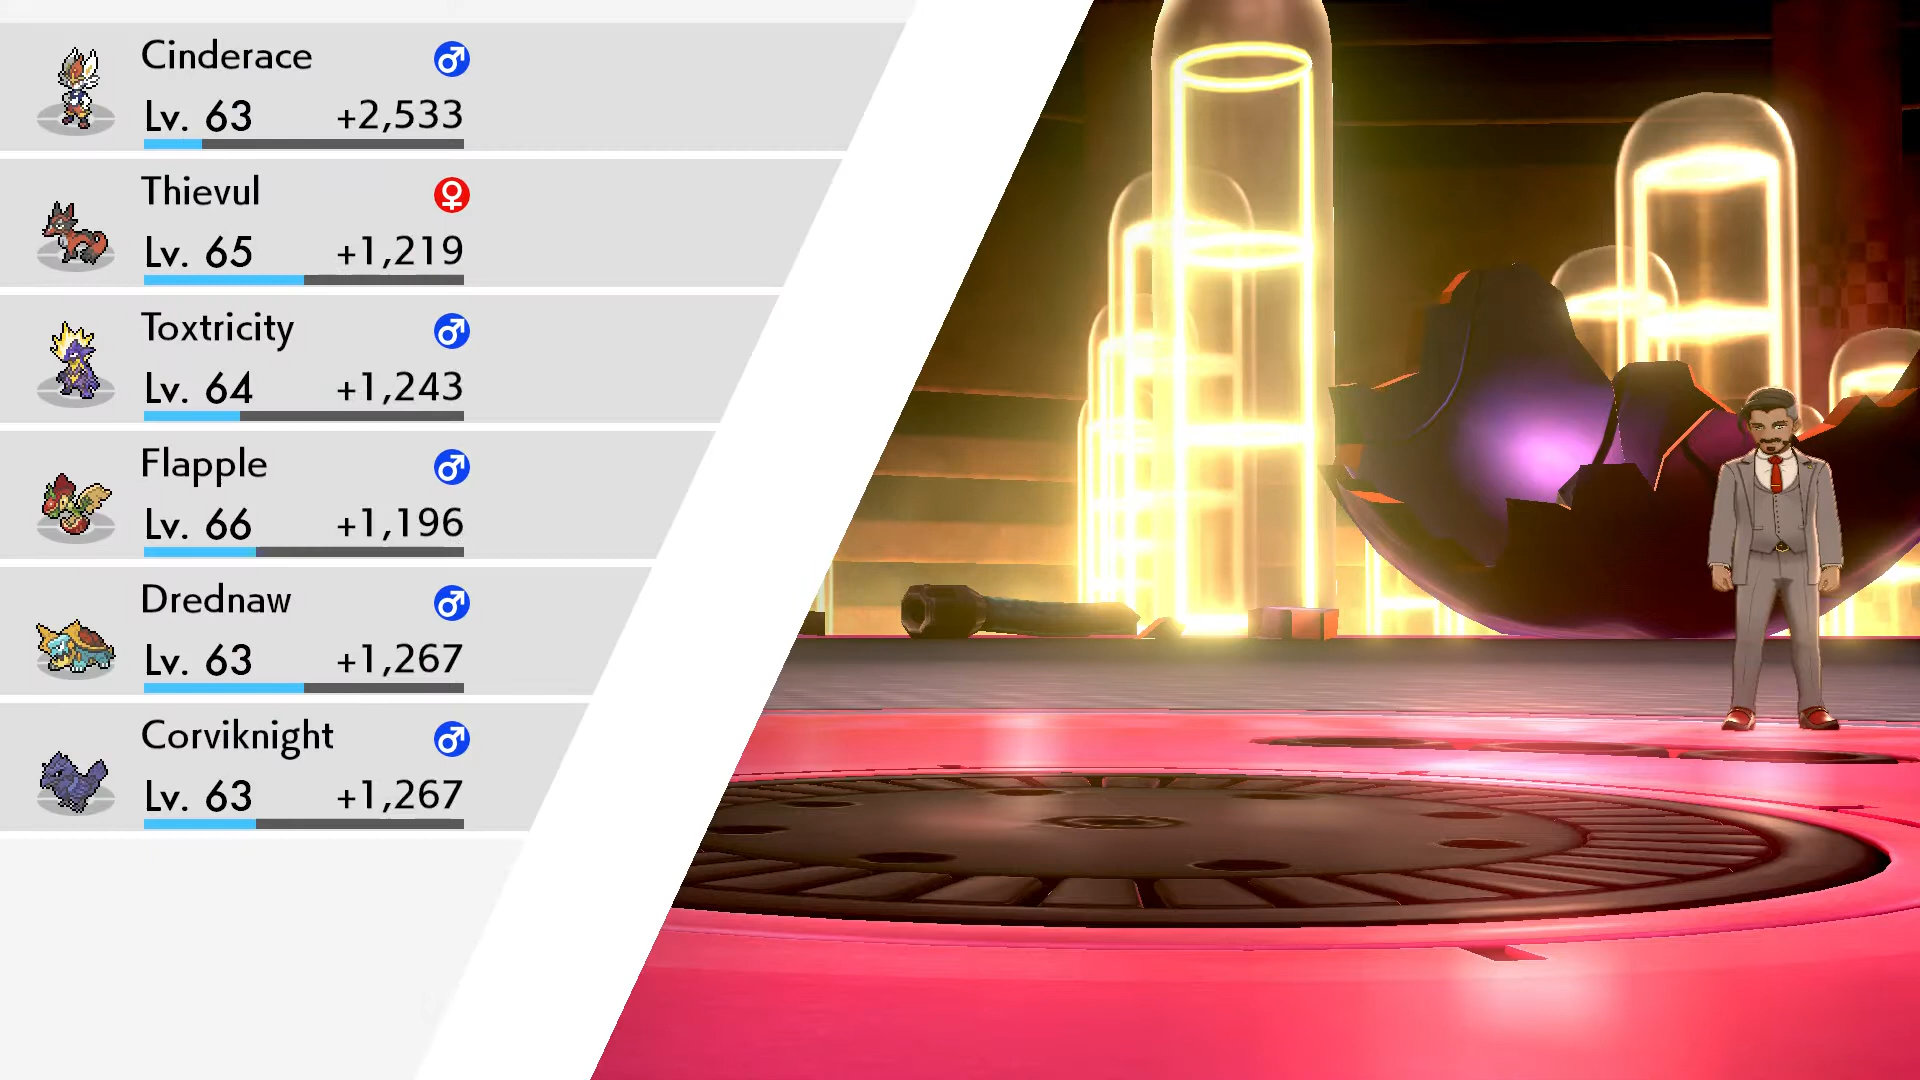 Cinderace ♂
Lv. 63 +2,533
Thievul ♀
Lv. 65 +1,219
Toxtricity ♂
Lv. 64 +1,243
Flapple ♂
Lv. 66 +1,196
Drednaw ♂
Lv. 63 +1,267
Corviknight ♂
Lv. 63 +1,267